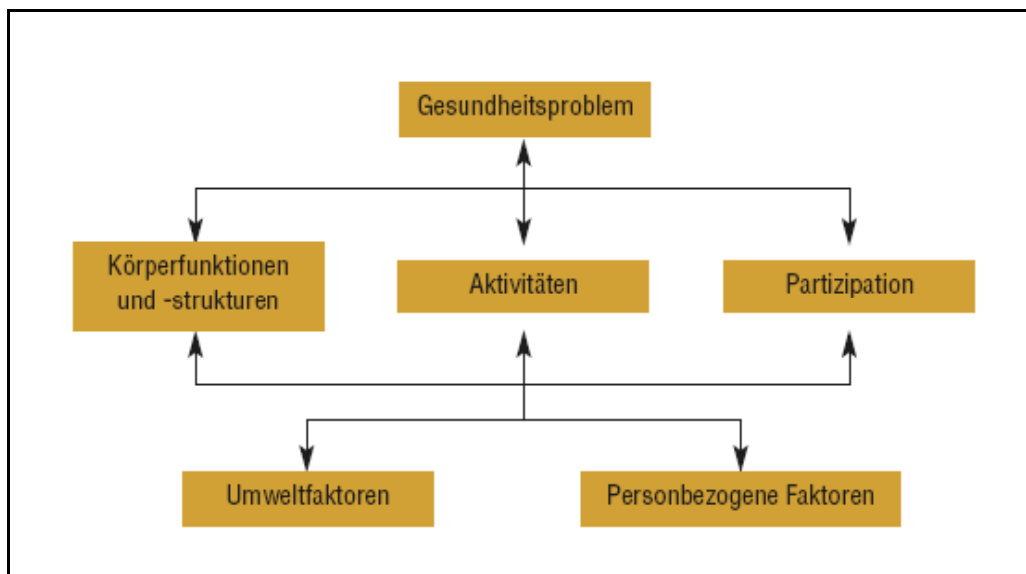 Gesundheitsproblem
Körperfunktionen
und -strukturen
Aktivitäten
Partizipation
Umweltfaktoren
Personbezogene Faktoren